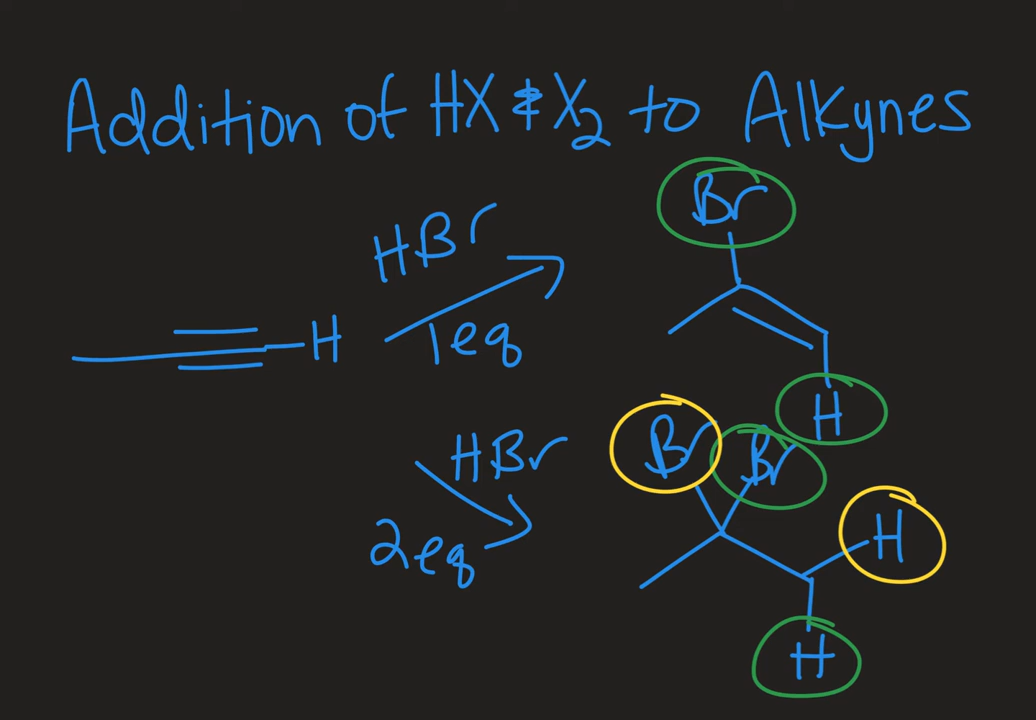 Addition of HX & X2 to Alkynes
Br
HBr
H
1eq
H
Br Br
HBr
H
2eq
H